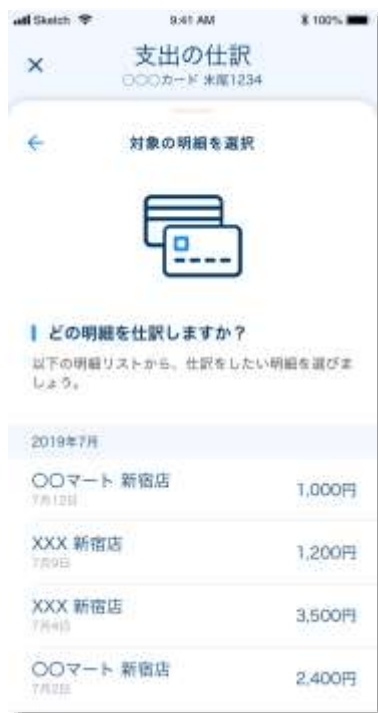 Sketch 9:41 AM 100%
支出の仕訳
○○○カード 末尾1234
対象の明細を選択
どの明細を仕訳しますか？
以下の明細リストから、仕訳をしたい明細を選びま
しょう。
2019年7月
○○マート 新宿店
7月12日
1,000円
XXX 新宿店
7月9日
1,200円
XXX 新宿店
7月4日
3,500円
○○マート 新宿店
7月2日
2,400円